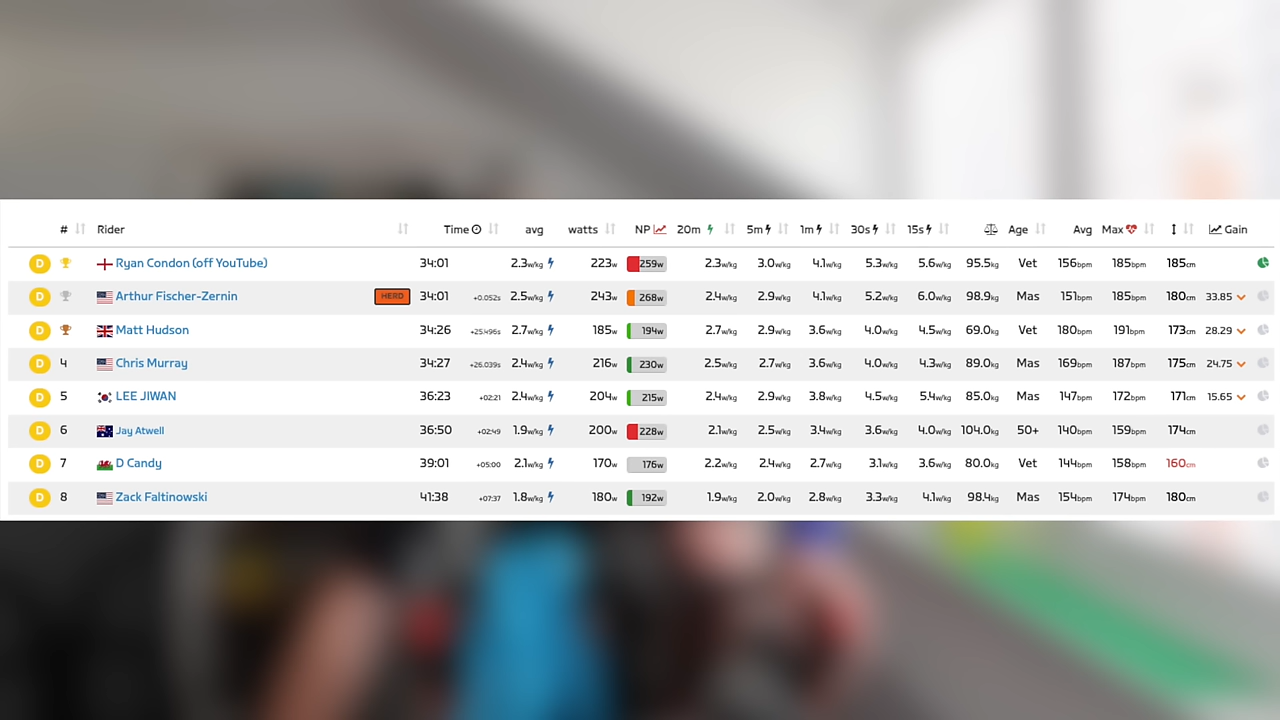 # Rider Time avg watts NP 20m 5m 1m 30s 15s Age Avg Max Gain
D Ryan Condon (off YouTube) 34:01 2.3w/kg 223w 259w 2.3w/kg 3.0w/kg 4.1w/kg 5.3w/kg 5.6w/kg 95.5kg Vet 156bpm 185bpm 185cm
D Arthur Fischer-Zernin HERD 34:01 +0.052s 2.5w/kg 243w 268w 2.4w/kg 2.9w/kg 4.1w/kg 5.2w/kg 6.0w/kg 98.9kg Mas 151bpm 185bpm 180cm 33.85
D Matt Hudson 34:26 +25.496s 2.7w/kg 185w 194w 2.7w/kg 2.9w/kg 3.6w/kg 4.0w/kg 4.5w/kg 69.0kg Vet 180bpm 191bpm 173cm 28.29
D 4 Chris Murray 34:27 +26.039s 2.4w/kg 216w 230w 2.5w/kg 2.7w/kg 3.6w/kg 4.0w/kg 4.3w/kg 89.0kg Mas 169bpm 187bpm 175cm 24.75
D 5 LEE JIWAN 36:23 +02:21 2.4w/kg 204w 215w 2.4w/kg 2.9w/kg 3.8w/kg 4.5w/kg 5.4w/kg 85.0kg Mas 147bpm 172bpm 171cm 15.65
D 6 Jay Atwell 36:50 +02:49 1.9w/kg 200w 228w 2.1w/kg 2.5w/kg 3.4w/kg 3.6w/kg 4.0w/kg 104.0kg 50+ 140bpm 159bpm 174cm
D 7 D Candy 39:01 +05:00 2.1w/kg 170w 176w 2.2w/kg 2.4w/kg 2.7w/kg 3.1w/kg 3.6w/kg 80.0kg Vet 144bpm 158bpm 160cm
D 8 Zack Faltinowski 41:38 +07:37 1.8w/kg 180w 192w 1.9w/kg 2.0w/kg 2.8w/kg 3.3w/kg 4.1w/kg 98.4kg Mas 154bpm 174bpm 180cm